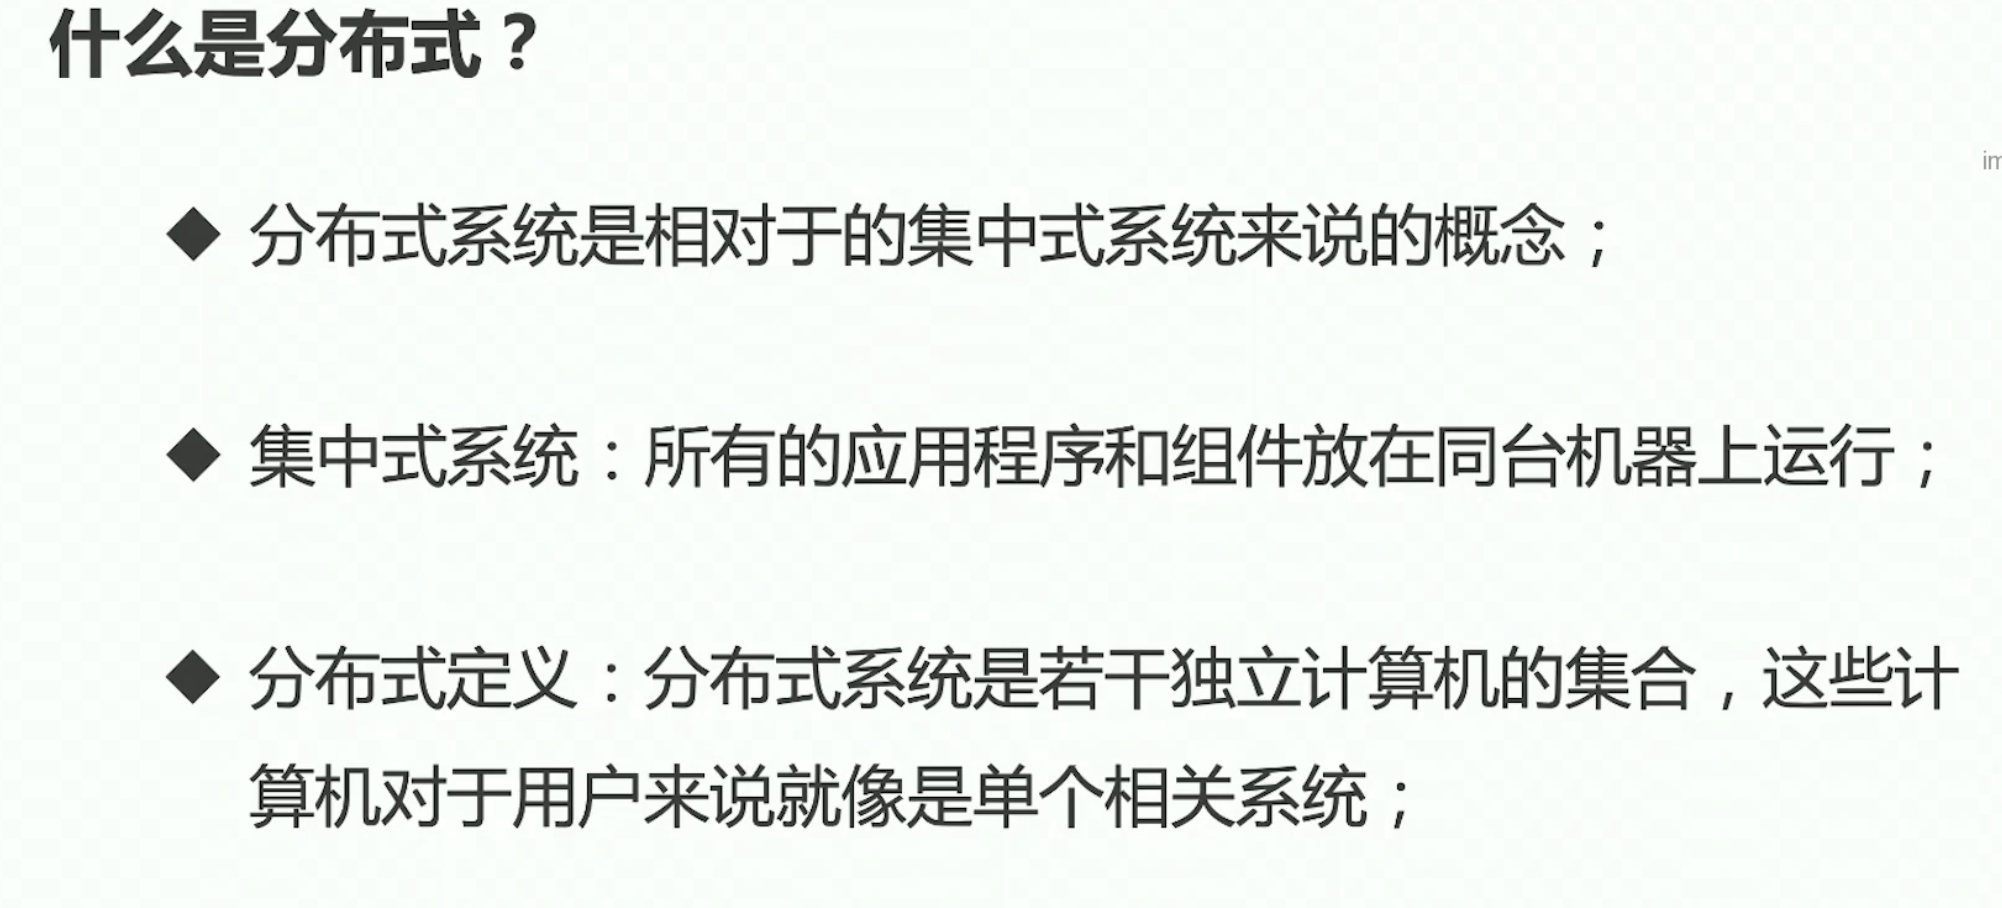 什么是分布式？
◆ 分布式系统是相对于的集中式系统来说的概念；
◆ 集中式系统：所有的应用程序和组件放在同台机器上运行；
◆ 分布式定义：分布式系统是若干独立计算机的集合，这些计
算机对于用户来说就像是单个相关系统；